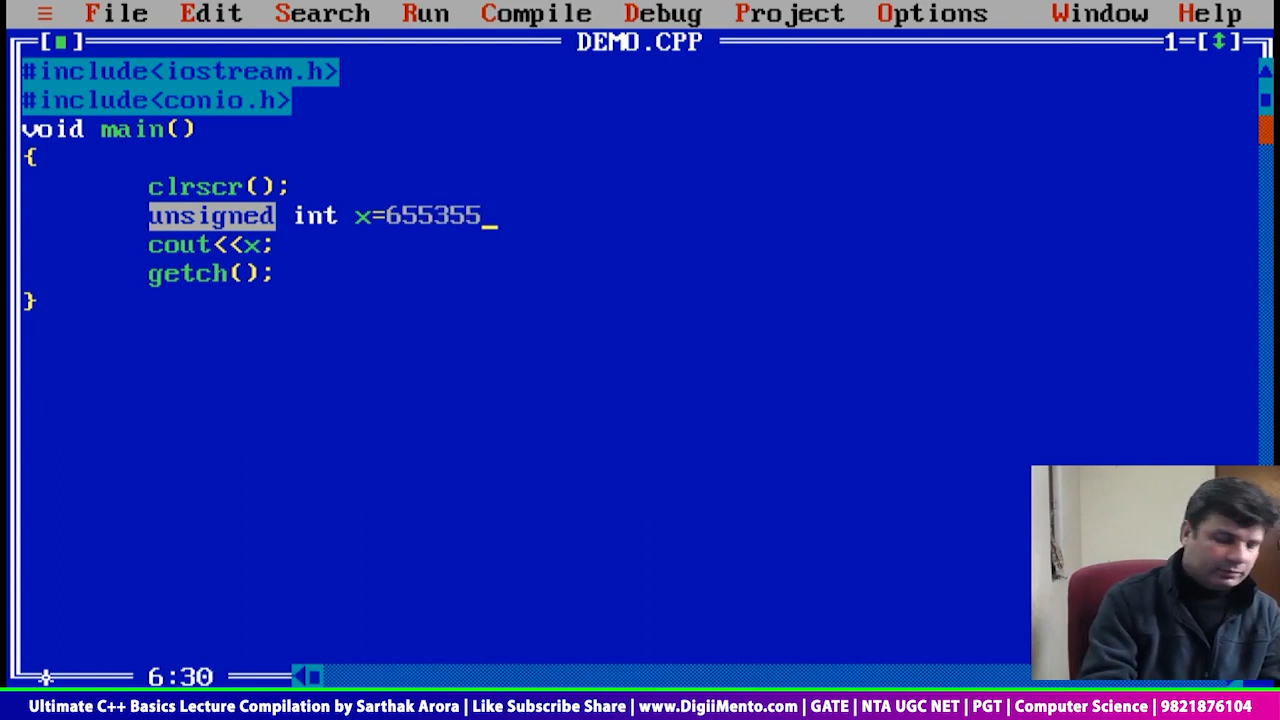 ≡ File Edit Search Run Compile Debug Project Options Window Help
[■] DEMO.CPP 1=[↕]
#include<iostream.h>
#include<conio.h>
void main()
{
clrscr();
unsigned int x=655355_
cout<<x;
getch();
}
6:30
Ultimate C++ Basics Lecture Compilation by Sarthak Arora | Like Subscribe Share | www.DigiiMento.com | GATE | NTA UGC NET | PGT | Computer Science | 9821876104